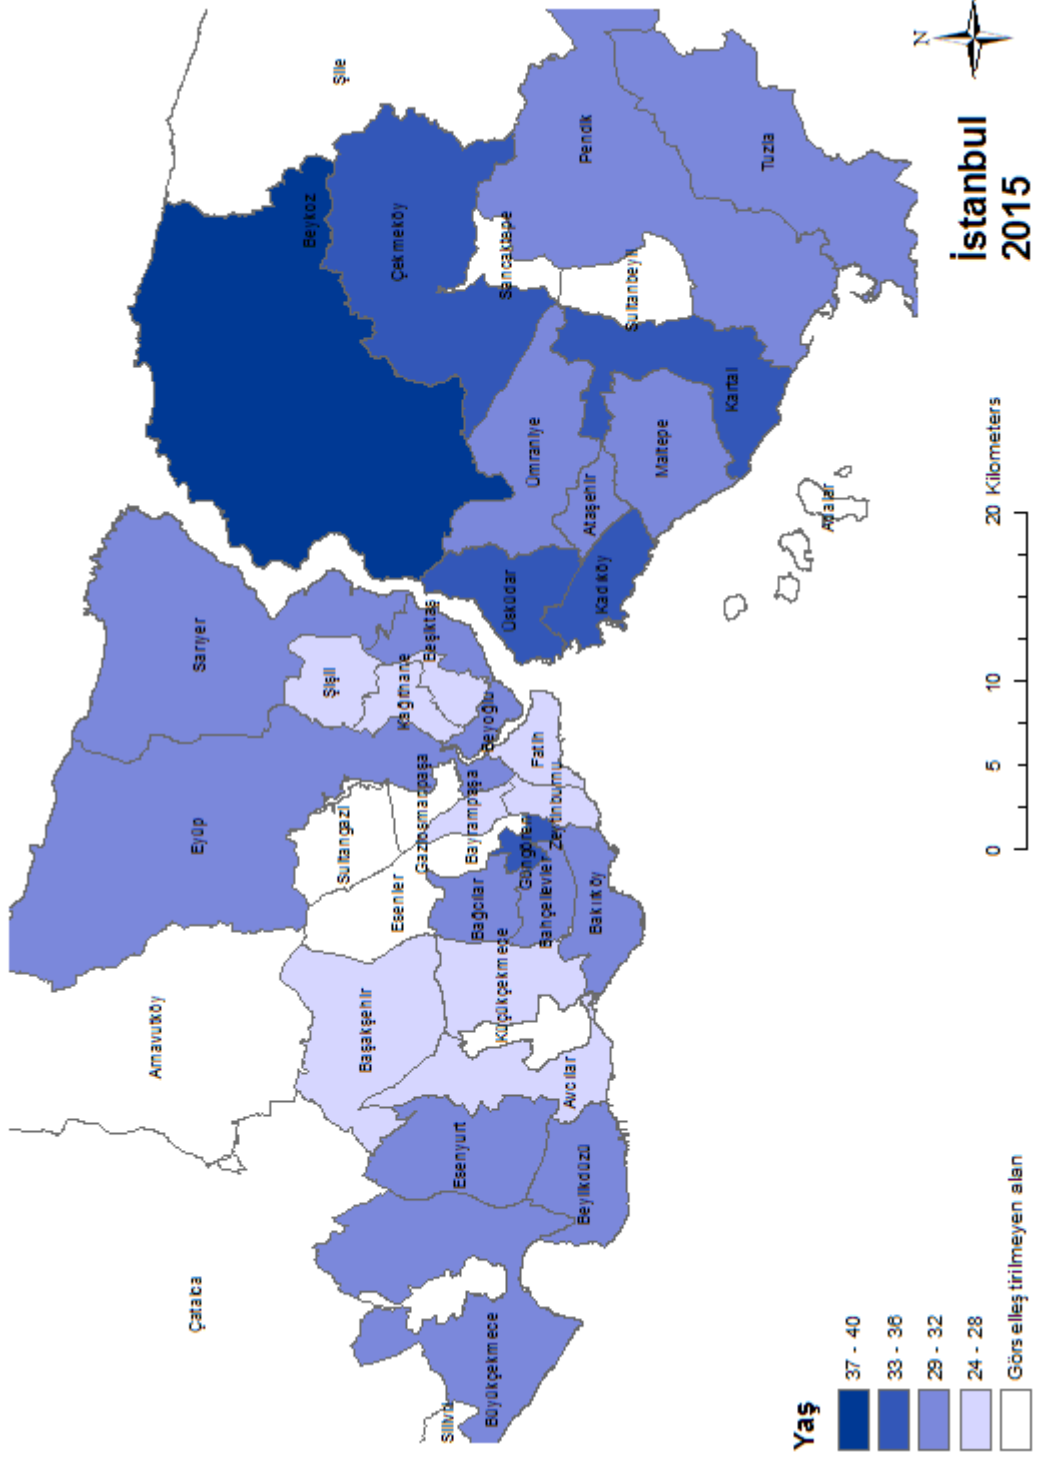 Şile
Beykoz
Çekmeköy
Pendik
Tuzla
Sancaktepe
Sultanbeyli
Ümraniye
Ataşehir
Maltepe
Kartal
Üsküdar
Kadıköy
Adalar
Sarıyer
Şişli
Kağıthane
Beşiktaş
Beyoğlu
Fatih
Eyüp
Sultangazi
Gaziosmanpaşa
Bayrampaşa
Zeytinburnu
Esenler
Güngören
Bağcılar
Bahçelievler
Bakırköy
Arnavutköy
Başakşehir
Küçükçekmece
Avcılar
Esenyurt
Beylikdüzü
Çatalca
Büyükçekmece
Silivri
N
İstanbul
2015
0 5 10 20 Kilometers
Yaş
37 - 40
33 - 36
29 - 32
24 - 28
Görselleştirilmeyen alan